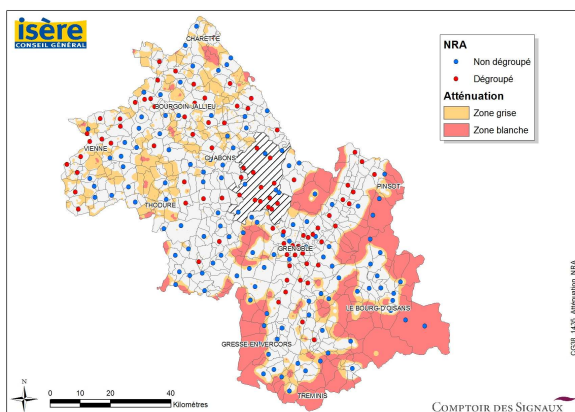 isère
CONSEIL GÉNÉRAL
CHARETTE
BOURGOIN-JALLIEU
VIENNE
CHABONS
THODURE
PINSOT
GRENOBLE
LE BOURG-D'OISANS
GRESSE-EN-VERCORS
TREMINIS
NRA
Non dégroupé
Dégroupé
Atténuation
Zone grise
Zone blanche
N
0 10 20 40
Kilomètres
CG38_1435_Attenuation_NRA
COMPTOIR DES SIGNAUX